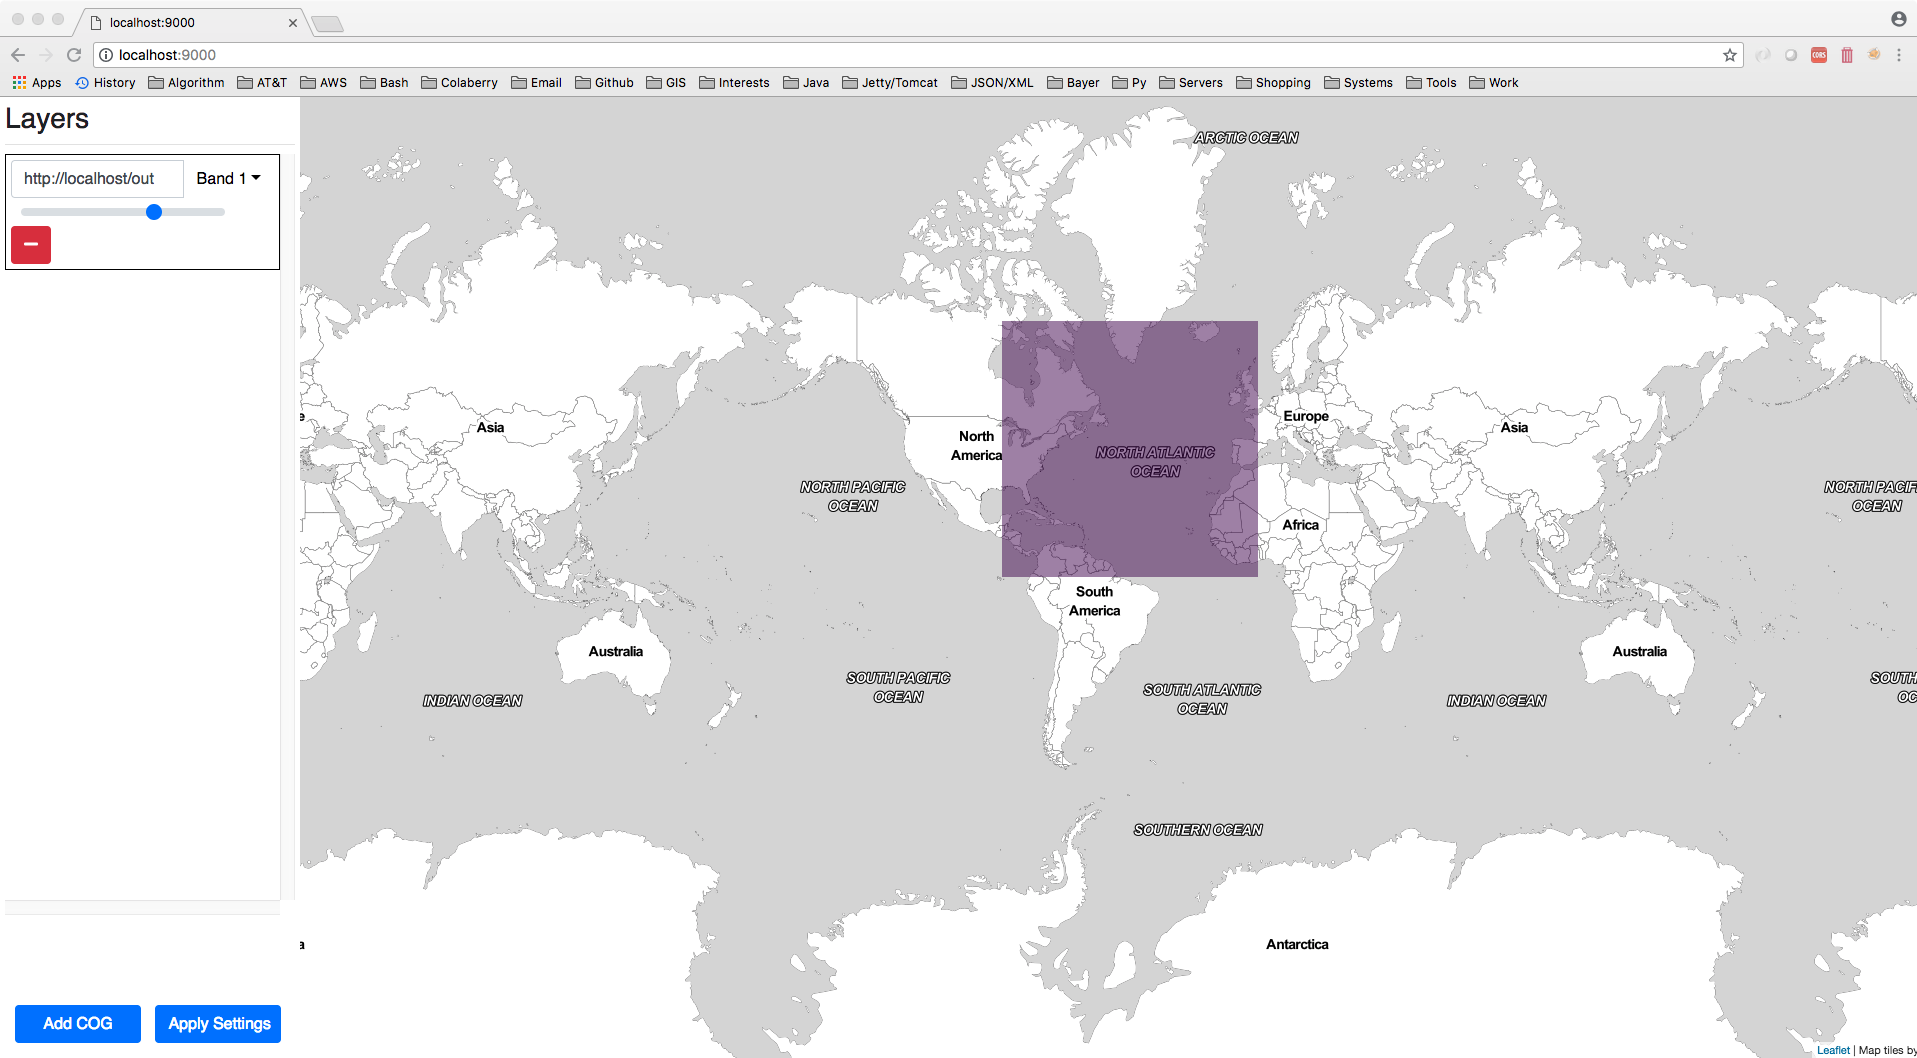 localhost:9000
localhost:9000
Apps History Algorithm AT&T AWS Bash Colaberry Email Github GIS Interests Java Jetty/Tomcat JSON/XML Bayer Py Servers Shopping Systems Tools Work
CORS
Layers
http://localhost/out Band 1
ARCTIC OCEAN
e
Asia
North
America
Europe
Asia
NORTH ATLANTIC
OCEAN
NORTH PACIFIC
OCEAN
NORTH PACIF
OCEAN
Africa
South
America
Australia
Australia
INDIAN OCEAN
SOUTH PACIFIC
OCEAN
SOUTH ATLANTIC
OCEAN
INDIAN OCEAN
SOUTH
OC
SOUTHERN OCEAN
a
Antarctica
Add COG Apply Settings
Leaflet | Map tiles by